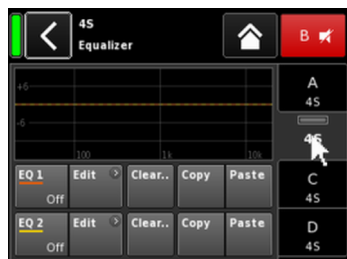 4S
Equalizer
B
A
4S
+6
-6
100 1k 10k
4S
EQ 1 Edit Clear.. Copy Paste
Off
C
4S
EQ 2 Edit Clear.. Copy Paste
Off
D
4S